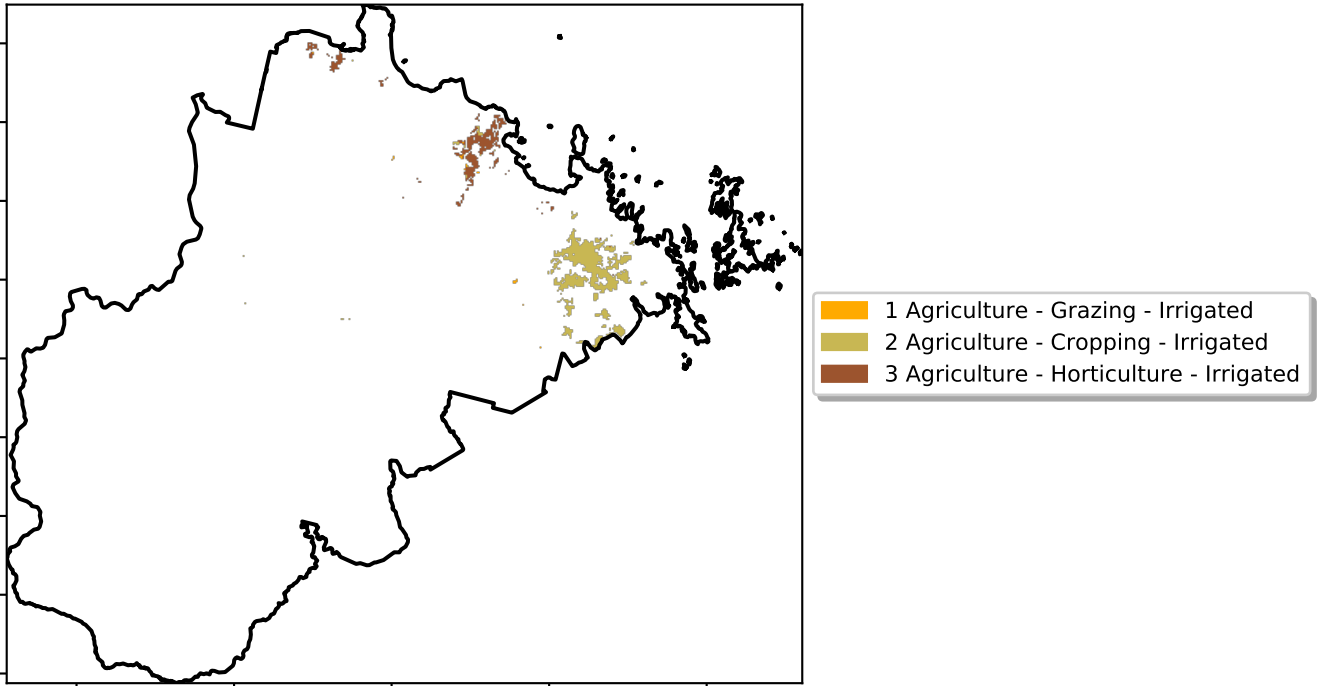 1 Agriculture - Grazing - Irrigated
2 Agriculture - Cropping - Irrigated
3 Agriculture - Horticulture - Irrigated